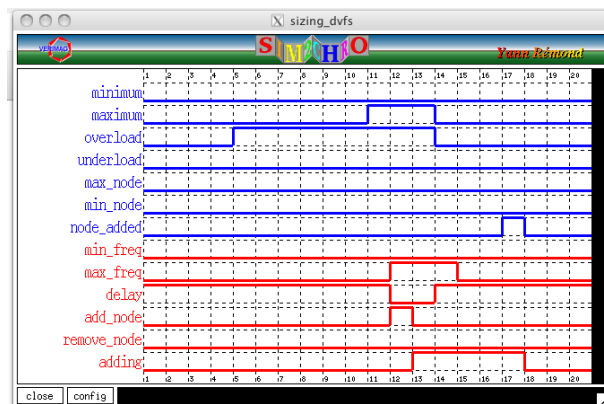 sizing_dvfs
VERIMAG SIM2CHRO Yann Rémond
1 2 3 4 5 6 7 8 9 10 11 12 13 14 15 16 17 18 19 20
minimum
maximum
overload
underload
max_node
min_node
node_added
min_freq
max_freq
delay
add_node
remove_node
adding
1 2 3 4 5 6 7 8 9 10 11 12 13 14 15 16 17 18 19 20
close config